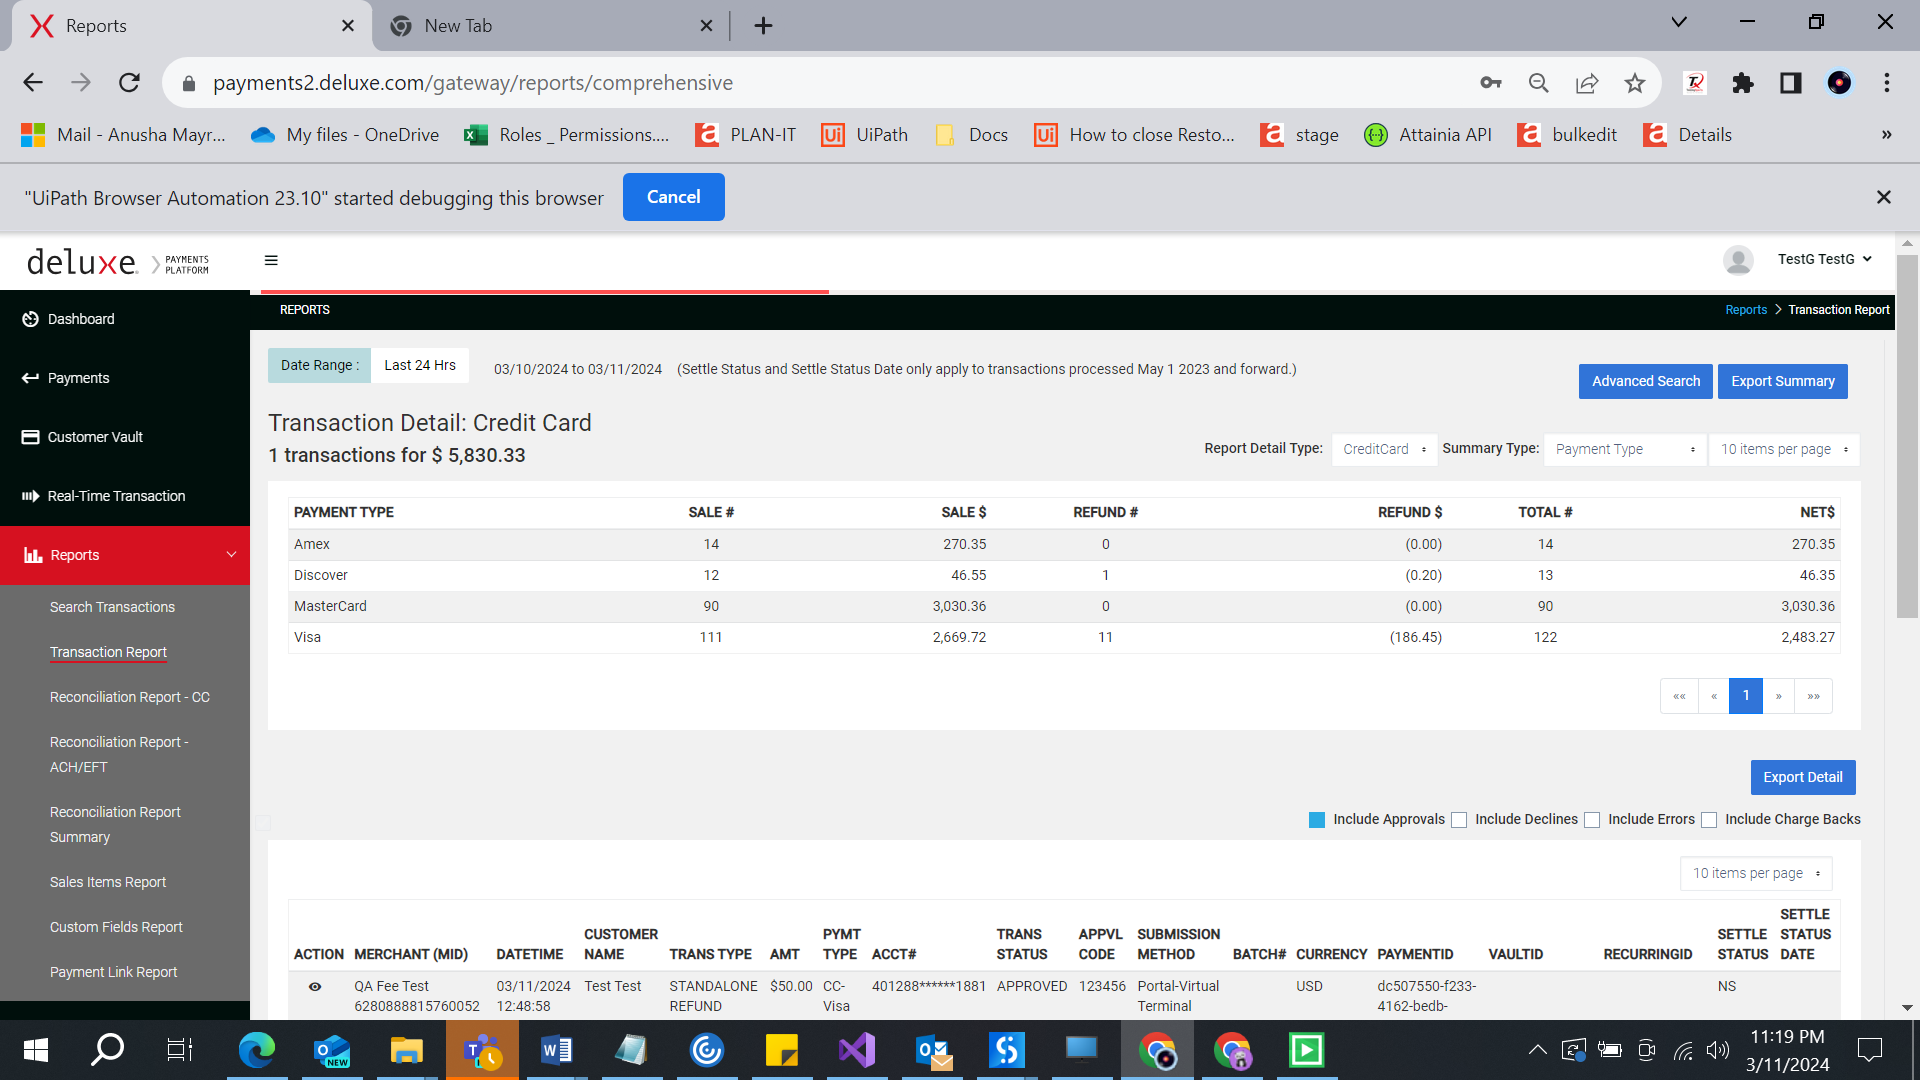 Reports
New Tab
payments2.deluxe.com/gateway/reports/comprehensive
Mail - Anusha Mayr...
My files - OneDrive
Roles _ Permissions....
PLAN-IT
UiPath
Docs
How to close Resto...
stage
Attainia API
bulkedit
Details
»
"UiPath Browser Automation 23.10" started debugging this browser
Cancel
deluxe. PAYMENTS PLATFORM
TestG TestG
Dashboard
Payments
Customer Vault
Real-Time Transaction
Reports
Search Transactions
Transaction Report
Reconciliation Report - CC
Reconciliation Report -
ACH/EFT
Reconciliation Report
Summary
Sales Items Report
Custom Fields Report
Payment Link Report
REPORTS
Reports > Transaction Report
Date Range : Last 24 Hrs 03/10/2024 to 03/11/2024 (Settle Status and Settle Status Date only apply to transactions processed May 1 2023 and forward.)
Advanced Search Export Summary
Transaction Detail: Credit Card
1 transactions for $ 5,830.33
Report Detail Type: CreditCard Summary Type: Payment Type 10 items per page
PAYMENT TYPE SALE # SALE $ REFUND # REFUND $ TOTAL # NET$
Amex 14 270.35 0 (0.00) 14 270.35
Discover 12 46.55 1 (0.20) 13 46.35
MasterCard 90 3,030.36 0 (0.00) 90 3,030.36
Visa 111 2,669.72 11 (186.45) 122 2,483.27
«« « 1 » »»
Export Detail
Include Approvals Include Declines Include Errors Include Charge Backs
10 items per page
ACTION MERCHANT (MID) DATETIME CUSTOMER NAME TRANS TYPE AMT PYMT TYPE ACCT# TRANS STATUS APPVL CODE SUBMISSION METHOD BATCH# CURRENCY PAYMENTID VAULTID RECURRINGID SETTLE STATUS SETTLE STATUS DATE
QA Fee Test 03/11/2024 Test Test STANDALONE $50.00 CC- 401288******1881 APPROVED 123456 Portal-Virtual USD dc507550-f233- NS
6280888815760052 12:48:58 REFUND Visa Terminal 4162-bedb-
NEW
11:19 PM
3/11/2024